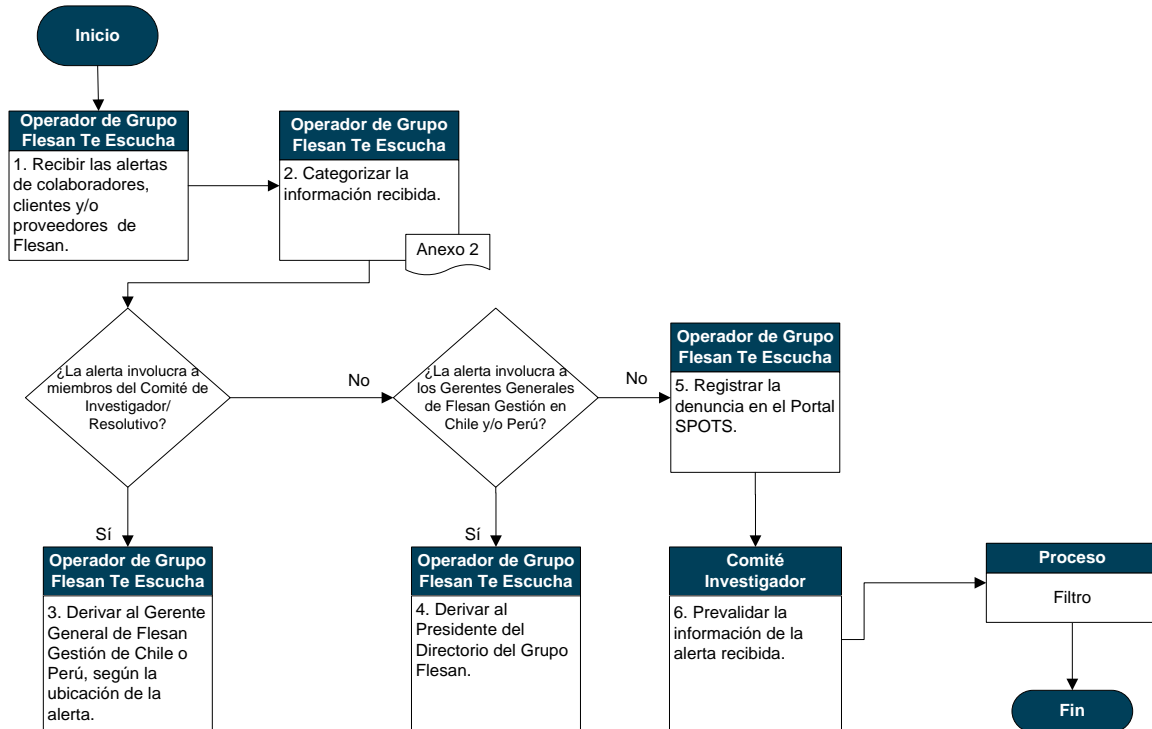 Inicio
Operador de Grupo
Flesan Te Escucha
1. Recibir las alertas
de colaboradores,
clientes y/o
proveedores de
Flesan.
Operador de Grupo
Flesan Te Escucha
2. Categorizar la
información recibida.
Anexo 2
¿La alerta involucra a
miembros del Comité de
Investigador/
Resolutivo?
No
¿La alerta involucra a
los Gerentes Generales
de Flesan Gestión en
Chile y/o Perú?
No
Operador de Grupo
Flesan Te Escucha
5. Registrar la
denuncia en el Portal
SPOTS.
Sí
Operador de Grupo
Flesan Te Escucha
3. Derivar al Gerente
General de Flesan
Gestión de Chile o
Perú, según la
ubicación de la
alerta.
Sí
Operador de Grupo
Flesan Te Escucha
4. Derivar al
Presidente del
Directorio del Grupo
Flesan.
Comité
Investigador
6. Prevalidar la
información de la
alerta recibida.
Proceso
Filtro
Fin